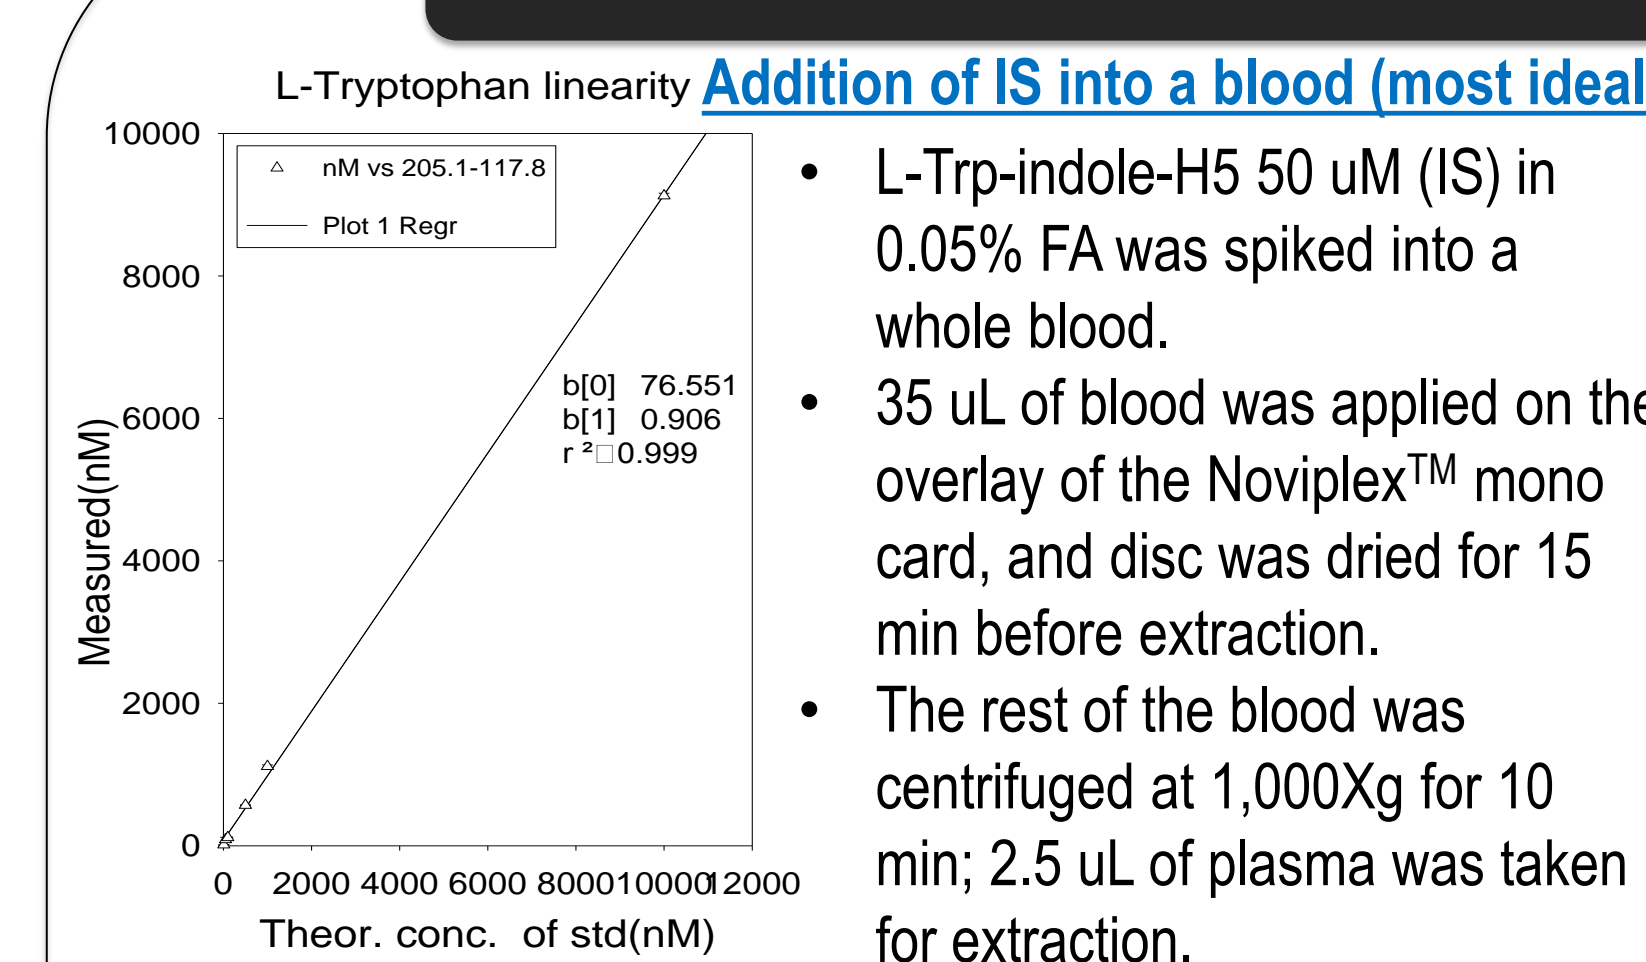 L-Tryptophan linearity
10000
8000
6000
4000
2000
0
nM vs 205.1-117.8
Plot 1 Regr
b[0] 76.551
b[1] 0.906
r ²□0.999
Measured(nM)
0 2000 4000 6000 8000 10000 12000
Theor. conc. of std(nM)
Addition of IS into a blood (most ideal
• L-Trp-indole-H5 50 uM (IS) in
0.05% FA was spiked into a
whole blood.
• 35 uL of blood was applied on the
overlay of the Noviplex™ mono
card, and disc was dried for 15
min before extraction.
• The rest of the blood was
centrifuged at 1,000Xg for 10
min; 2.5 uL of plasma was taken
for extraction.